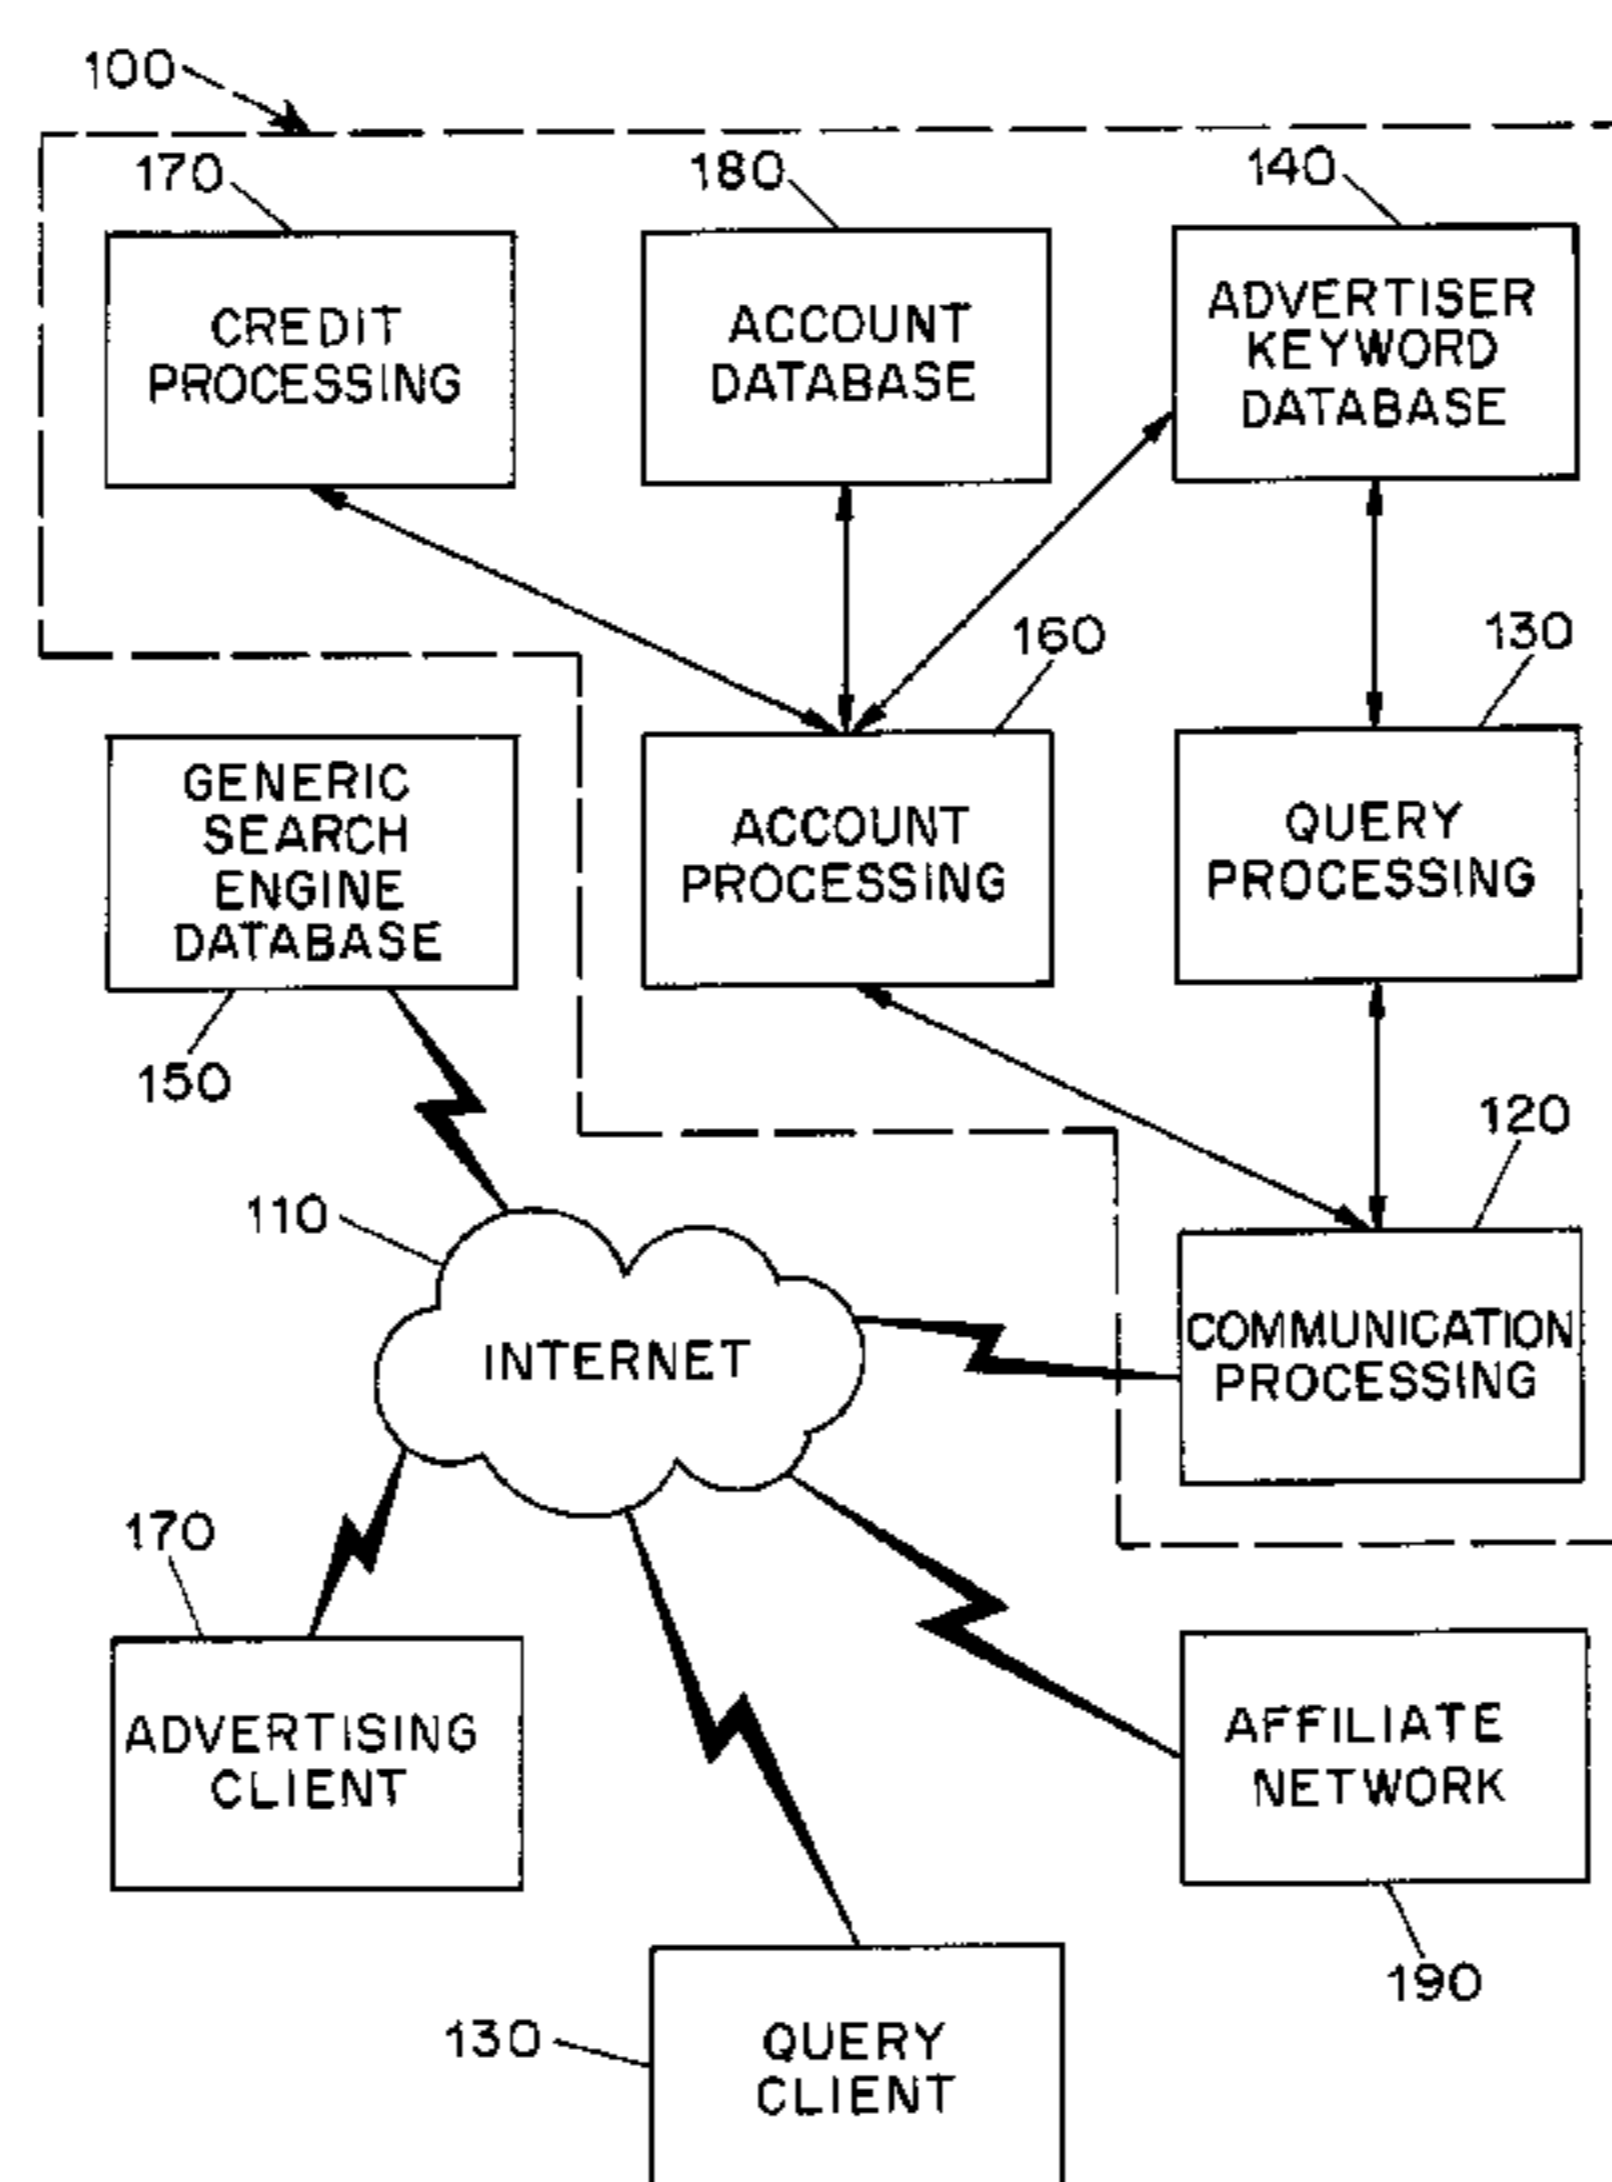 100
170
180
140
CREDIT
PROCESSING
ACCOUNT
DATABASE
ADVERTISER
KEYWORD
DATABASE
160
130
GENERIC
SEARCH
ENGINE
DATABASE
ACCOUNT
PROCESSING
QUERY
PROCESSING
150
120
110
INTERNET
COMMUNICATION
PROCESSING
170
ADVERTISING
CLIENT
AFFILIATE
NETWORK
190
130
QUERY
CLIENT